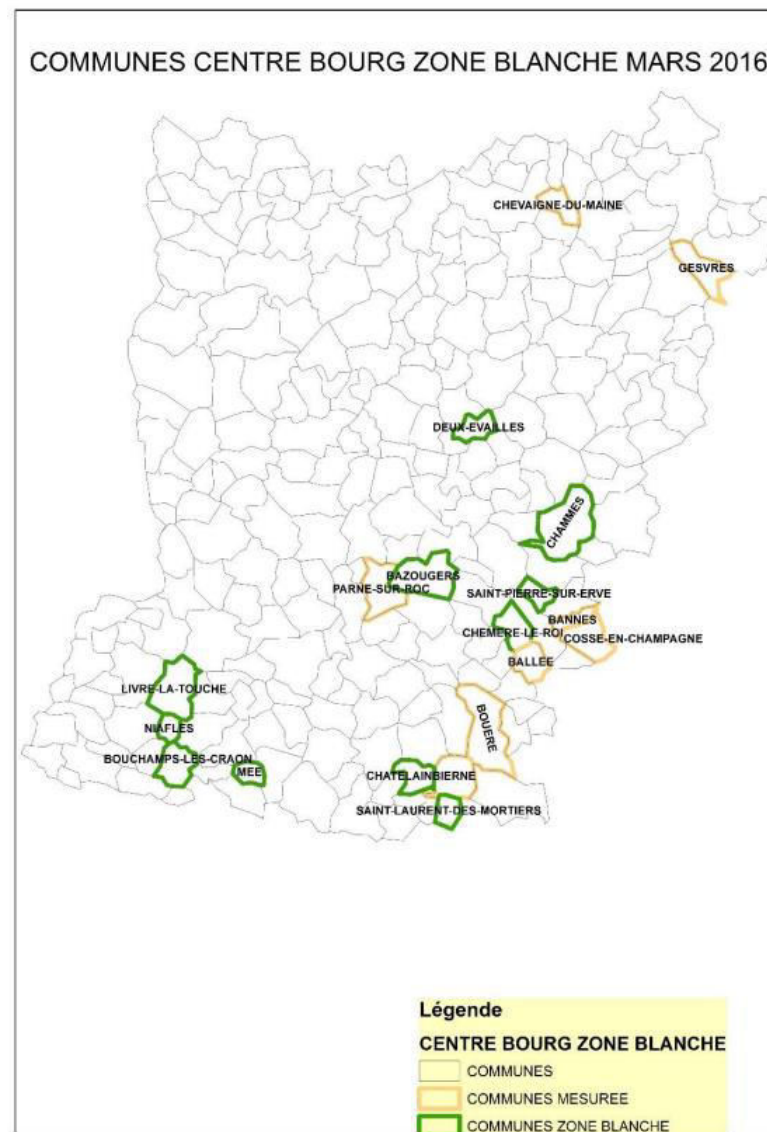 COMMUNES CENTRE BOURG ZONE BLANCHE MARS 2016
CHEVAIGNE-DU-MAINE
GESVRES
DEUX-EVAILLES
CHAMMES
BAZOUGERS
PARNE-SUR-ROC
SAINT-PIERRE-SUR-ERVE
BANNES
CHEMERE-LE-ROI
COSSE-EN-CHAMPAGNE
BALLEE
LIVRE-LA-TOUCHE
BOUERE
NIAFLES
BOUCHAMPS-LES-CRAON
MEE
CHATELAINBIERNE
SAINT-LAURENT-DES-MORTIERS
Légende
CENTRE BOURG ZONE BLANCHE
COMMUNES
COMMUNES MESUREE
COMMUNES ZONE BLANCHE